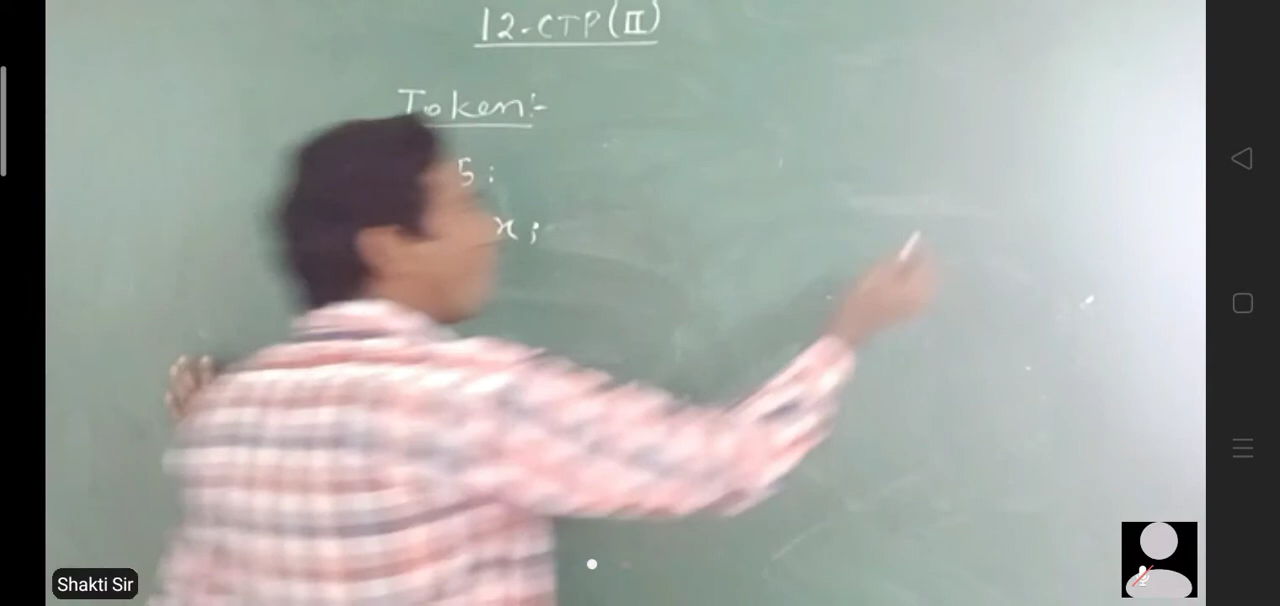 12-CTP(II)
Token:-
5;
x;
Shakti Sir